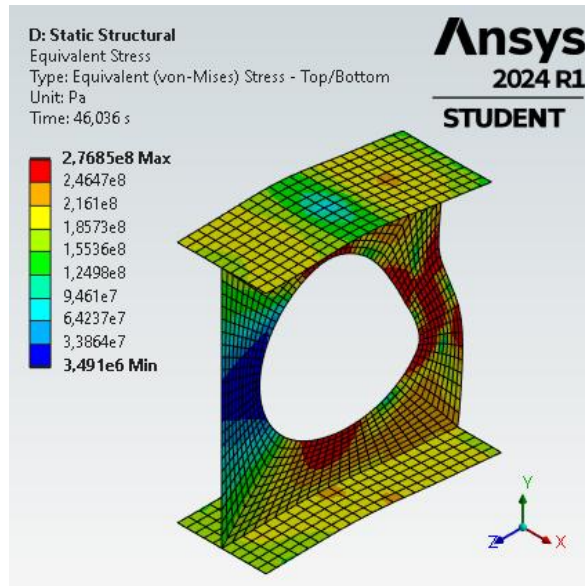 D: Static Structural
Equivalent Stress
Type: Equivalent (von-Mises) Stress - Top/Bottom
Unit: Pa
Time: 46,036 s
Ansys
2024 R1
STUDENT
2,7685e8 Max
2,4647e8
2,161e8
1,8573e8
1,5536e8
1,2498e8
9,461e7
6,4237e7
3,3864e7
3,491e6 Min
Y
Z
X